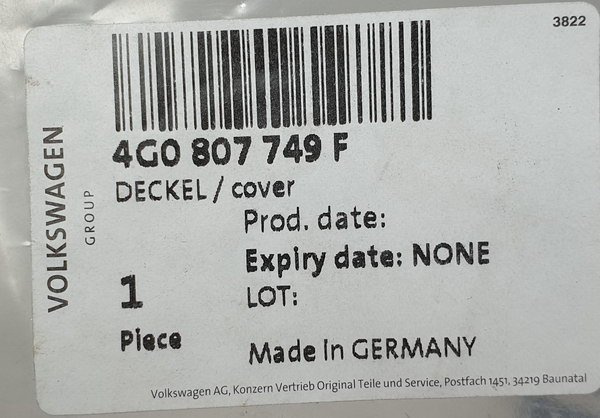 3822
VOLKSWAGEN
GROUP
4G0 807 749 F
DECKEL / cover
Prod. date:
Expiry date: NONE
1
LOT:
Piece
Made in GERMANY
Volkswagen AG, Konzern Vertrieb Original Teile und Service, Postfach 1451, 34219 Baunatal